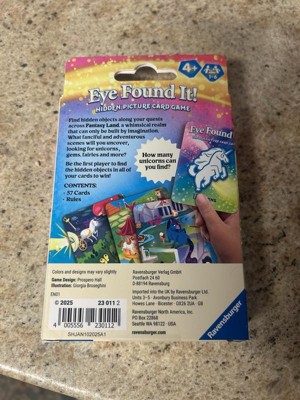 Eye Found It!
HIDDEN PICTURE CARD GAME
4+
Find hidden objects along your quests
across Fantasy Land, a whimsical realm
that can only be built by imagination.
What fanciful and adventurous
scenes will you uncover,
looking for unicorns,
gems, fairies and more?
Be the first player to find
the hidden objects in all of
your cards to win!
CONTENTS:
• 57 Cards
• Rules
How many
unicorns can
you find?
Eye Found
Colors and designs may vary slightly
Game Design: Prospero Hall
Illustration: Giorgia Broseghini
EN01
© 2025
23 011 2
4 005556 230112
SHJAN102025A1
Ravensburger Verlag GmbH
Postfach 24 60
D-88194 Ravensburg
Imported into the UK by Ravensburger Ltd.
Units 3-5 · Avonbury Business Park
Howes Lane · Bicester · OX26 2UA · GB
Ravensburger North America, Inc.
PO Box 22868
Seattle WA 98122 · USA
Ravensburger